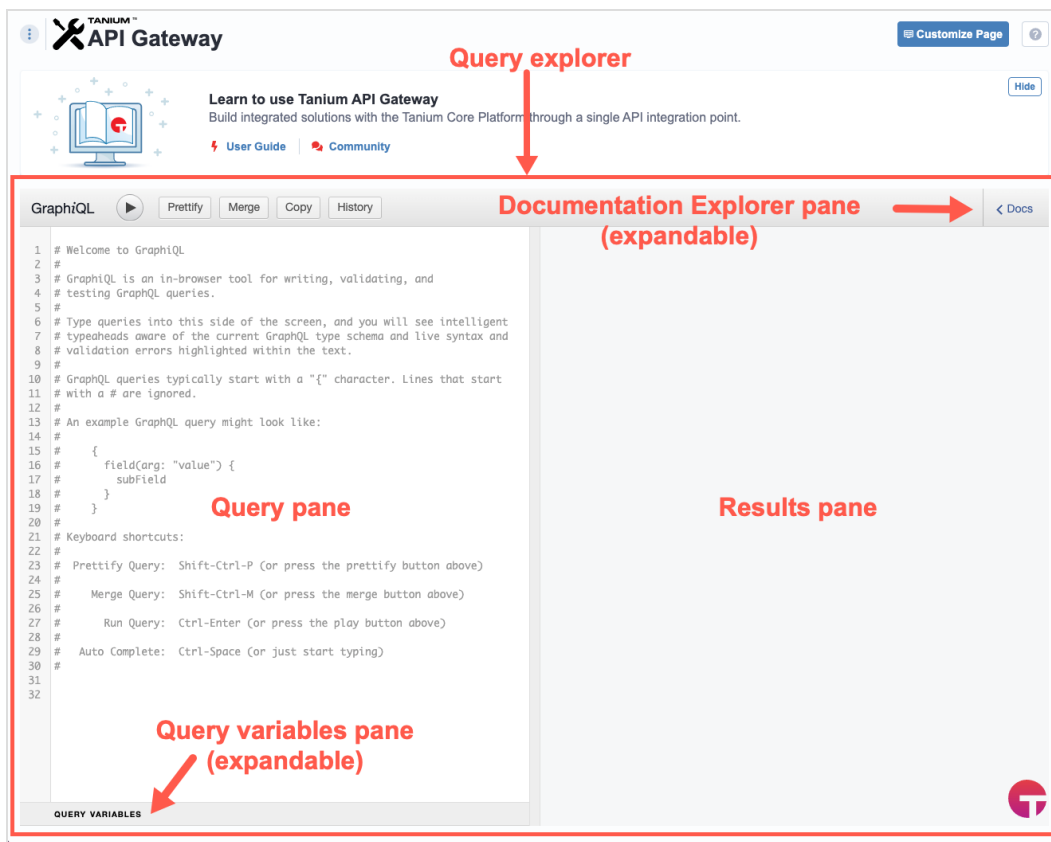 TANIUM™
API Gateway
Customize Page
?
Query explorer
Hide
Learn to use Tanium API Gateway
Build integrated solutions with the Tanium Core Platform through a single API integration point.
User Guide Community
GraphiQL Prettify Merge Copy History
Documentation Explorer pane
(expandable)
< Docs
1 # Welcome to GraphiQL
2 #
3 # GraphiQL is an in-browser tool for writing, validating, and
4 # testing GraphQL queries.
5 #
6 # Type queries into this side of the screen, and you will see intelligent
7 # typeaheads aware of the current GraphQL type schema and live syntax and
8 # validation errors highlighted within the text.
9 #
10 # GraphQL queries typically start with a "{" character. Lines that start
11 # with a # are ignored.
12 #
13 # An example GraphQL query might look like:
14 #
15 #     {
16 #       field(arg: "value") {
17 #         subField
18 #       }
19 #     }
20 #
21 # Keyboard shortcuts:
22 #
23 #  Prettify Query:  Shift-Ctrl-P (or press the prettify button above)
24 #
25 #     Merge Query:  Shift-Ctrl-M (or press the merge button above)
26 #
27 #       Run Query:  Ctrl-Enter (or press the play button above)
28 #
29 #   Auto Complete:  Ctrl-Space (or just start typing)
30 #
31
32
Query pane
Results pane
Query variables pane
(expandable)
QUERY VARIABLES